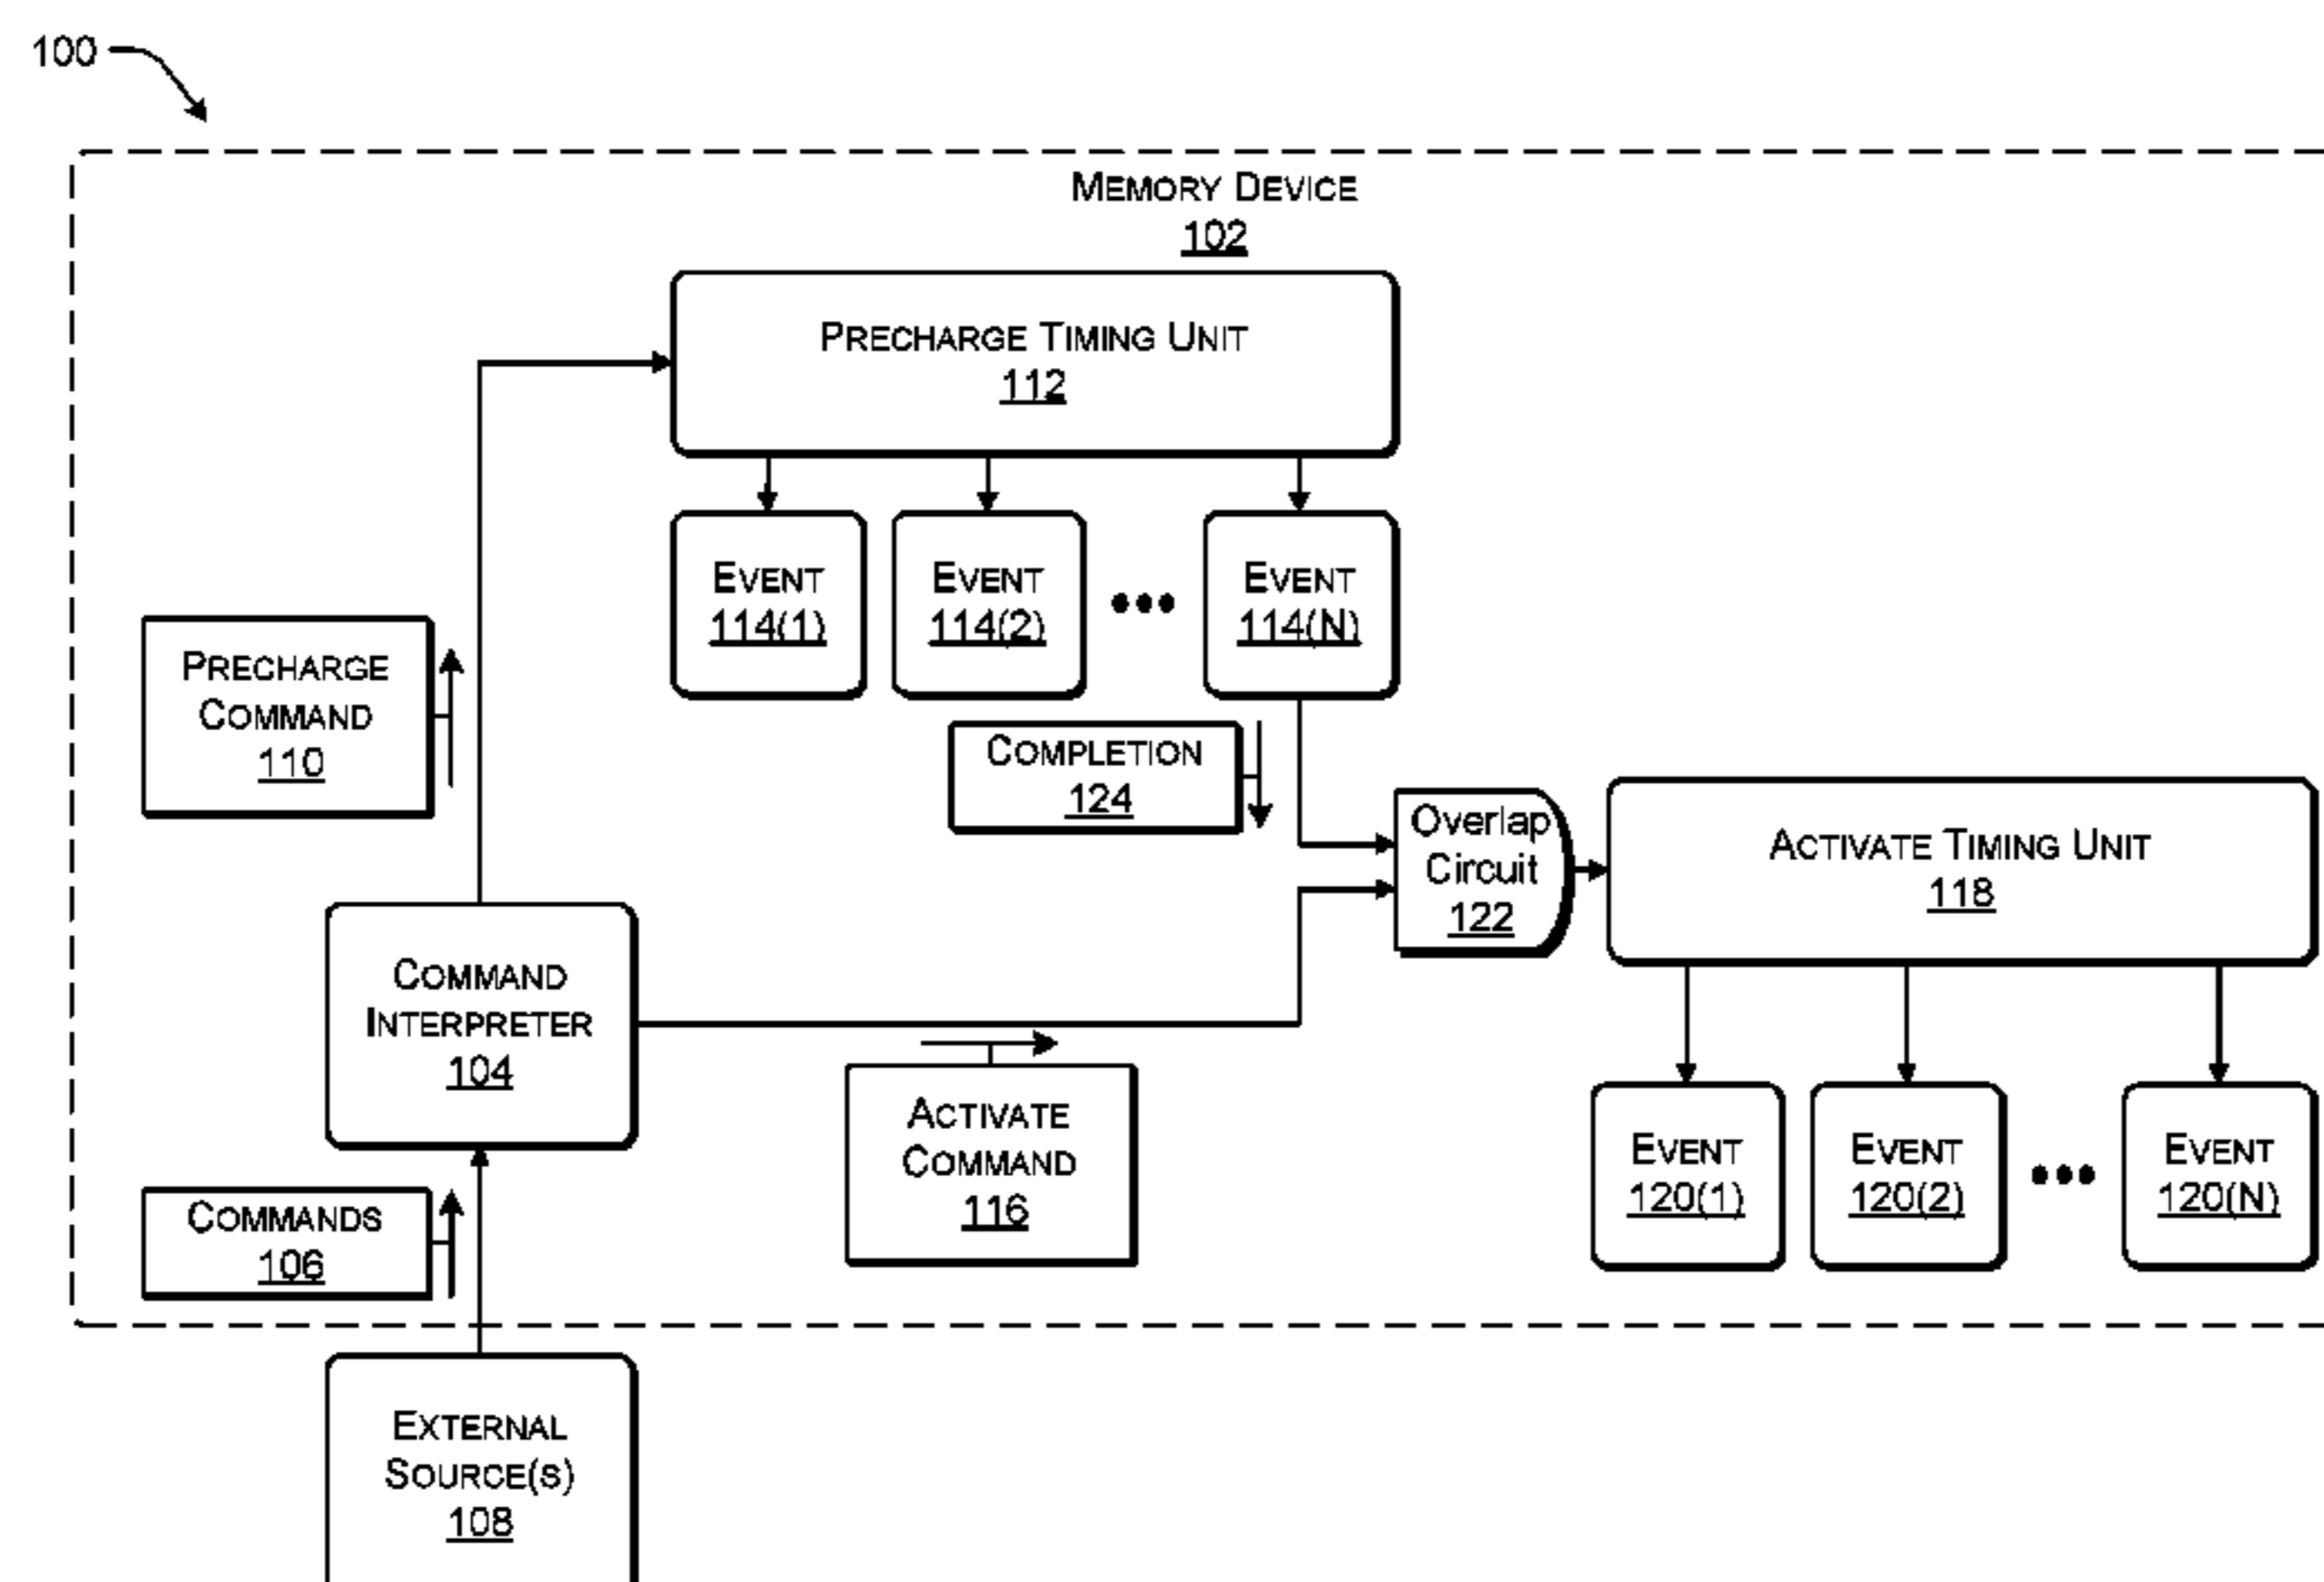 100
MEMORY DEVICE
102
PRECHARGE TIMING UNIT
112
EVENT
114(1)
EVENT
114(2)
•••
EVENT
114(N)
PRECHARGE
COMMAND
110
COMPLETION
124
Overlap
Circuit
122
ACTIVATE TIMING UNIT
118
COMMAND
INTERPRETER
104
ACTIVATE
COMMAND
116
EVENT
120(1)
EVENT
120(2)
•••
EVENT
120(N)
COMMANDS
106
EXTERNAL
SOURCE(S)
108